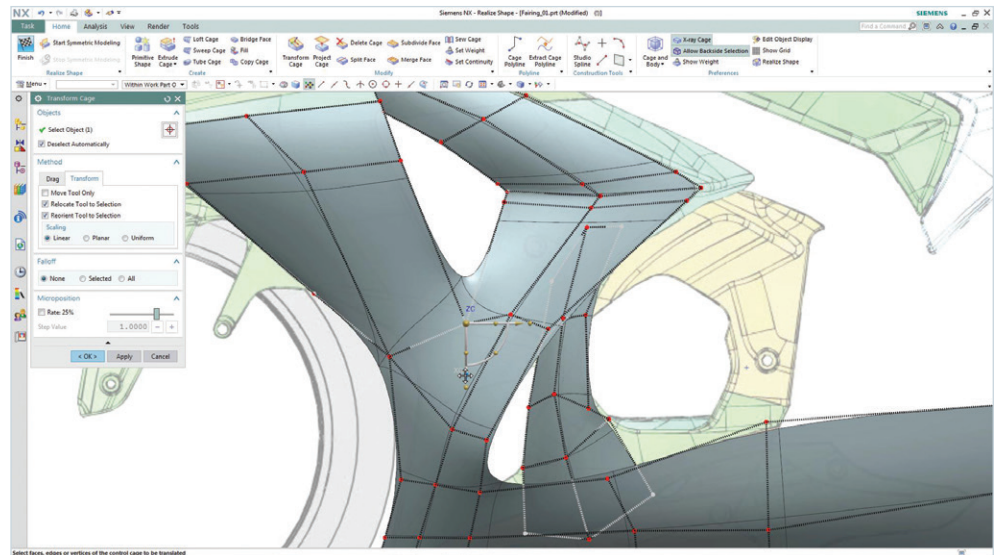 NX
Siemens NX - Realize Shape - [Fairing_01.prt (Modified)]
SIEMENS
Task Home Analysis View Render Tools
Find a Command
Finish
Start Symmetric Modeling
Stop Symmetric Modeling
Realize Shape
Primitive Shape
Extrude Cage
Loft Cage
Sweep Cage
Tube Cage
Bridge Face
Fill
Copy Cage
Create
Transform Cage
Project Cage
Delete Cage
Split Face
Subdivide Face
Merge Face
Sew Cage
Set Weight
Set Continuity
Modify
Cage Polyline
Extract Cage Polyline
Polyline
Studio Spline
Construction Tools
Cage and Body
X-ray Cage
Allow Backside Selection
Show Weight
Edit Object Display
Show Grid
Realize Shape
Preferences
Menu
Within Work Part O
Transform Cage
Objects
Select Object (1)
Deselect Automatically
Method
Drag Transform
Move Tool Only
Relocate Tool to Selection
Reorient Tool to Selection
Scaling
Linear Planar Uniform
Falloff
None Selected All
Microposition
Rate: 25%
Step Value 1.0000
< OK > Apply Cancel
ZC
Select faces, edges or vertices of the control cage to be translated